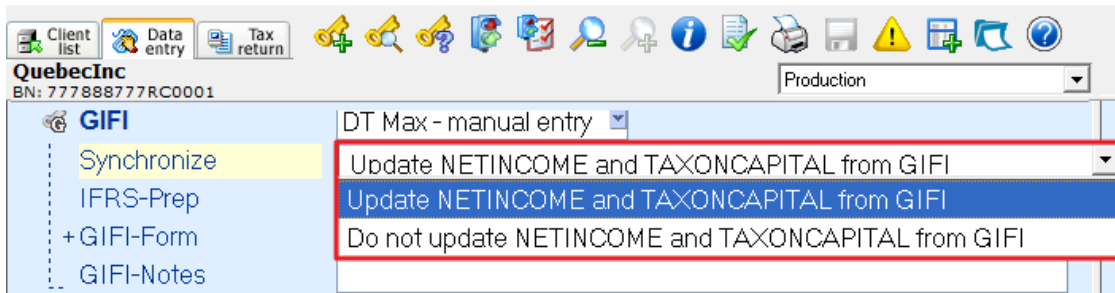 Client list
Data entry
Tax return
QuebecInc
BN: 777888777RC0001
Production
GIFI
DT Max - manual entry
Synchronize
Update NETINCOME and TAXONCAPITAL from GIFI
IFRS-Prep
Update NETINCOME and TAXONCAPITAL from GIFI
+GIFI-Form
Do not update NETINCOME and TAXONCAPITAL from GIFI
GIFI-Notes